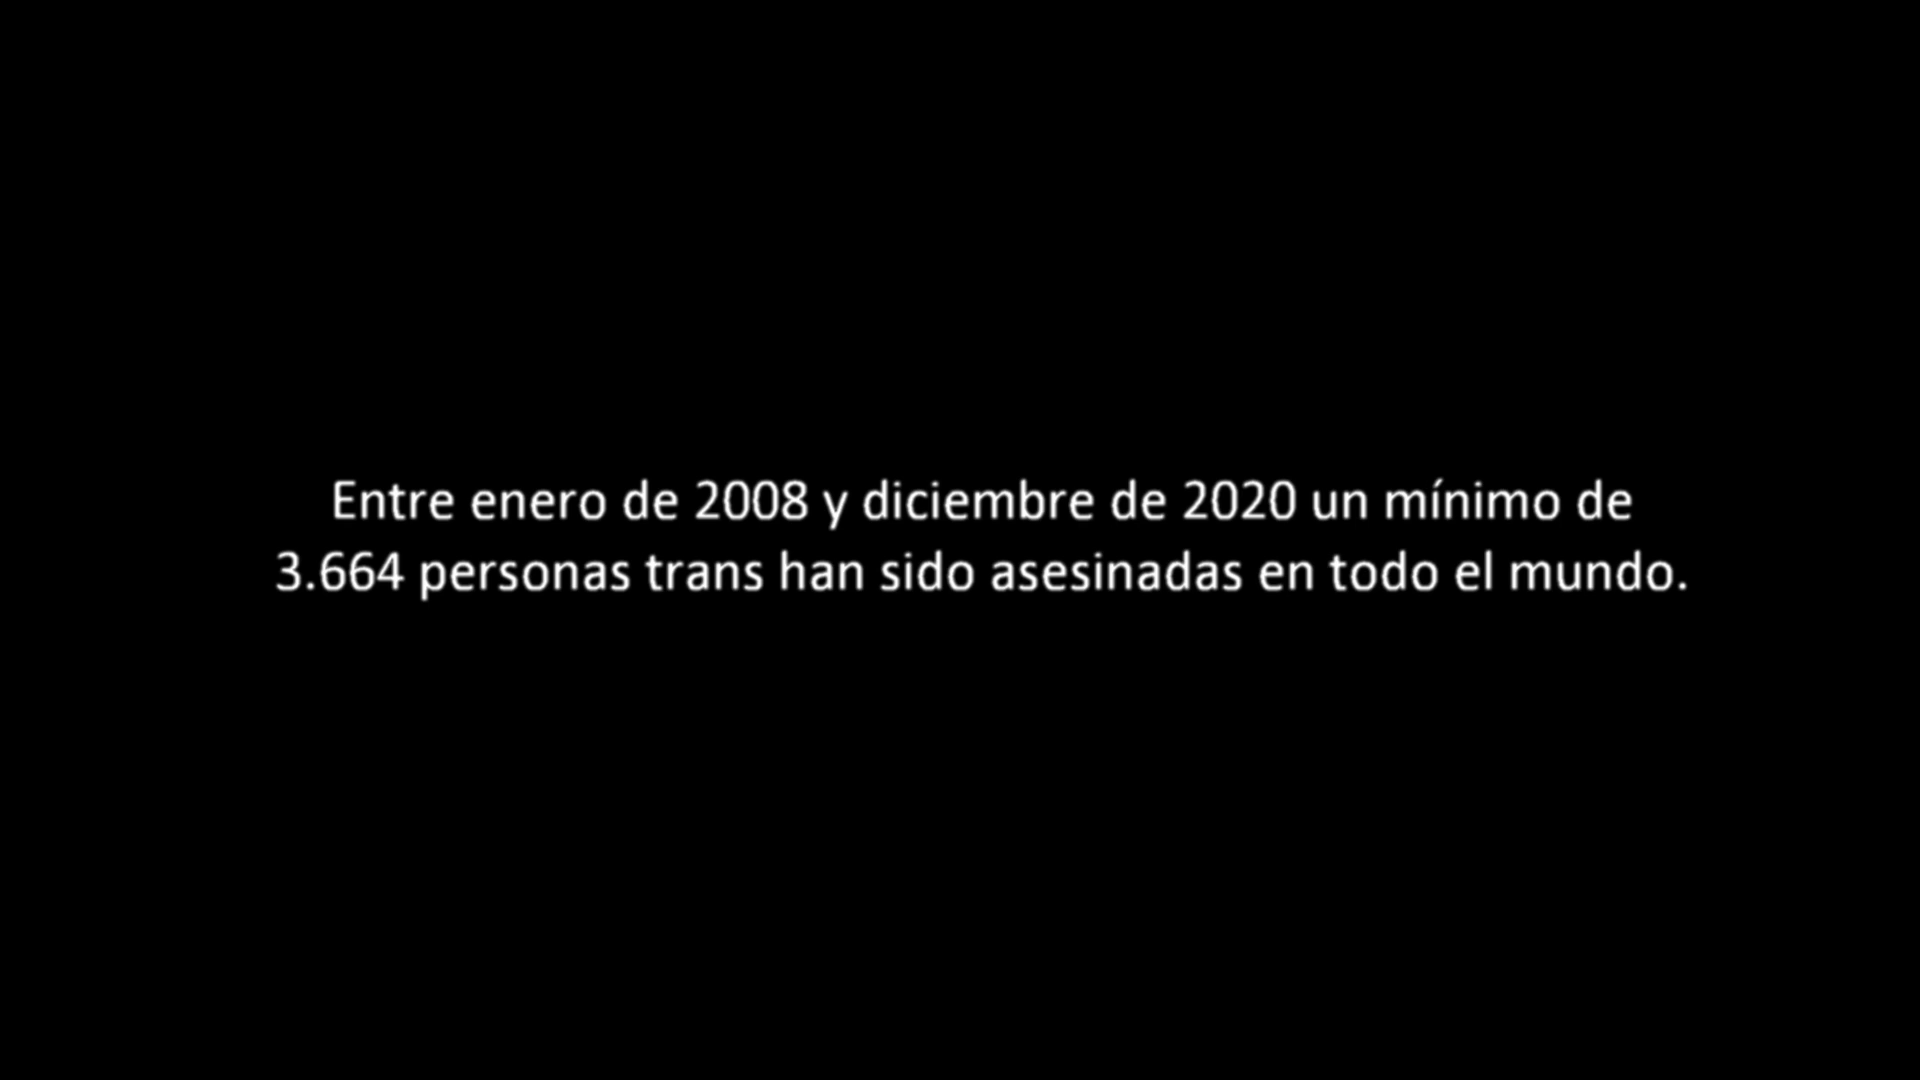 Entre enero de 2008 y diciembre de 2020 un mínimo de
3.664 personas trans han sido asesinadas en todo el mundo.